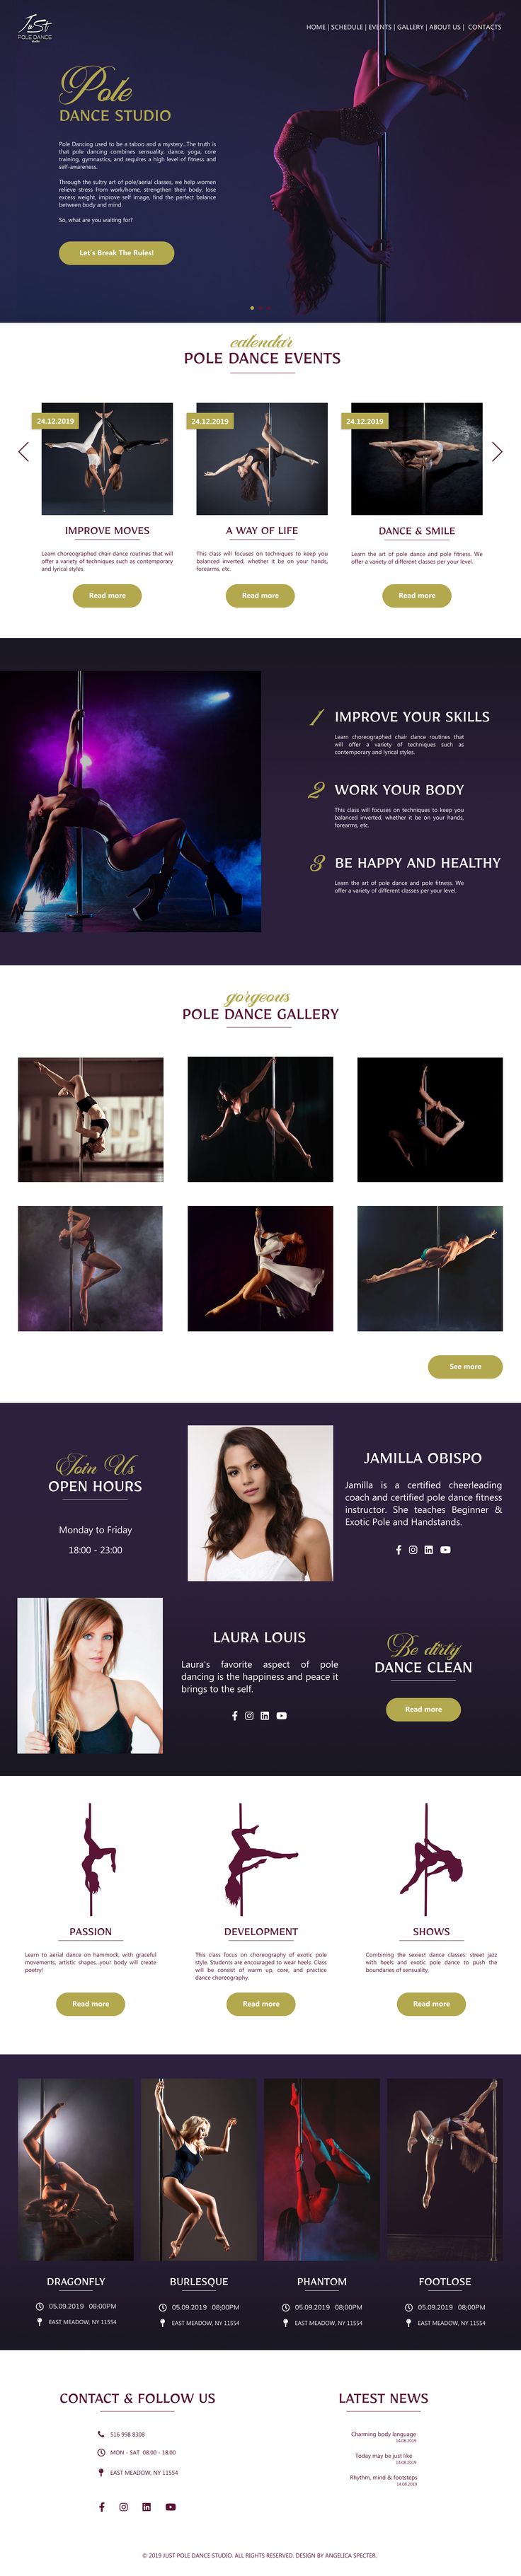 JuSt
POLE DANCE
studio
HOME | SCHEDULE | EVENTS | GALLERY | ABOUT US | CONTACTS
Pole
DANCE STUDIO
Pole Dancing used to be a taboo and a mystery...The truth is
that pole dancing combines sensuality, dance, yoga, core
training, gymnastics, and requires a high level of fitness and
self-awareness.
Through the sultry art of pole/aerial classes, we help women
relieve stress from work/home, strengthen their body, lose
excess weight, improve self image, find the perfect balance
between body and mind.
So, what are you waiting for?
Let's Break The Rules!
calendar
POLE DANCE EVENTS
24.12.2019
24.12.2019
24.12.2019
IMPROVE MOVES
A WAY OF LIFE
DANCE & SMILE
Learn choreographed chair dance routines that will
offer a variety of techniques such as contemporary
and lyrical styles.
This class will focuses on techniques to keep you
balanced inverted, whether it be on your hands,
forearms, etc.
Learn the art of pole dance and pole fitness. We
offer a variety of different classes per your level.
Read more
Read more
Read more
1 IMPROVE YOUR SKILLS
Learn choreographed chair dance routines that
will offer a variety of techniques such as
contemporary and lyrical styles.
2 WORK YOUR BODY
This class will focuses on techniques to keep you
balanced inverted, whether it be on your hands,
forearms, etc.
3 BE HAPPY AND HEALTHY
Learn the art of pole dance and pole fitness. We
offer a variety of different classes per your level.
gorgeous
POLE DANCE GALLERY
See more
Join Us
OPEN HOURS
Monday to Friday
18:00 - 23:00
JAMILLA OBISPO
Jamilla is a certified cheerleading
coach and certified pole dance fitness
instructor. She teaches Beginner &
Exotic Pole and Handstands.
LAURA LOUIS
Laura's favorite aspect of pole
dancing is the happiness and peace it
brings to the self.
Be dirty
DANCE CLEAN
Read more
PASSION
DEVELOPMENT
SHOWS
Learn to aerial dance on hammock, with graceful
movements, artistic shapes...your body will create
poetry!
This class focus on choreography of exotic pole
style. Students are encouraged to wear heels. Class
will be consist of warm up, core, and practice
dance choreography.
Combining the sexiest dance classes: street jazz
with heels and exotic pole dance to push the
boundaries of sensuality.
Read more
Read more
Read more
DRAGONFLY
BURLESQUE
PHANTOM
FOOTLOSE
05.09.2019 08:00PM
05.09.2019 08:00PM
05.09.2019 08:00PM
05.09.2019 08:00PM
EAST MEADOW, NY 11554
EAST MEADOW, NY 11554
EAST MEADOW, NY 11554
EAST MEADOW, NY 11554
CONTACT & FOLLOW US
516 998 8308
MON - SAT 08:00 - 18:00
EAST MEADOW, NY 11554
LATEST NEWS
Charming body language
14.08.2019
Today may be just like
14.08.2019
Rhythm, mind & footsteps
14.08.2019
© 2019 JUST POLE DANCE STUDIO. ALL RIGHTS RESERVED. DESIGN BY ANGELICA SPECTER.